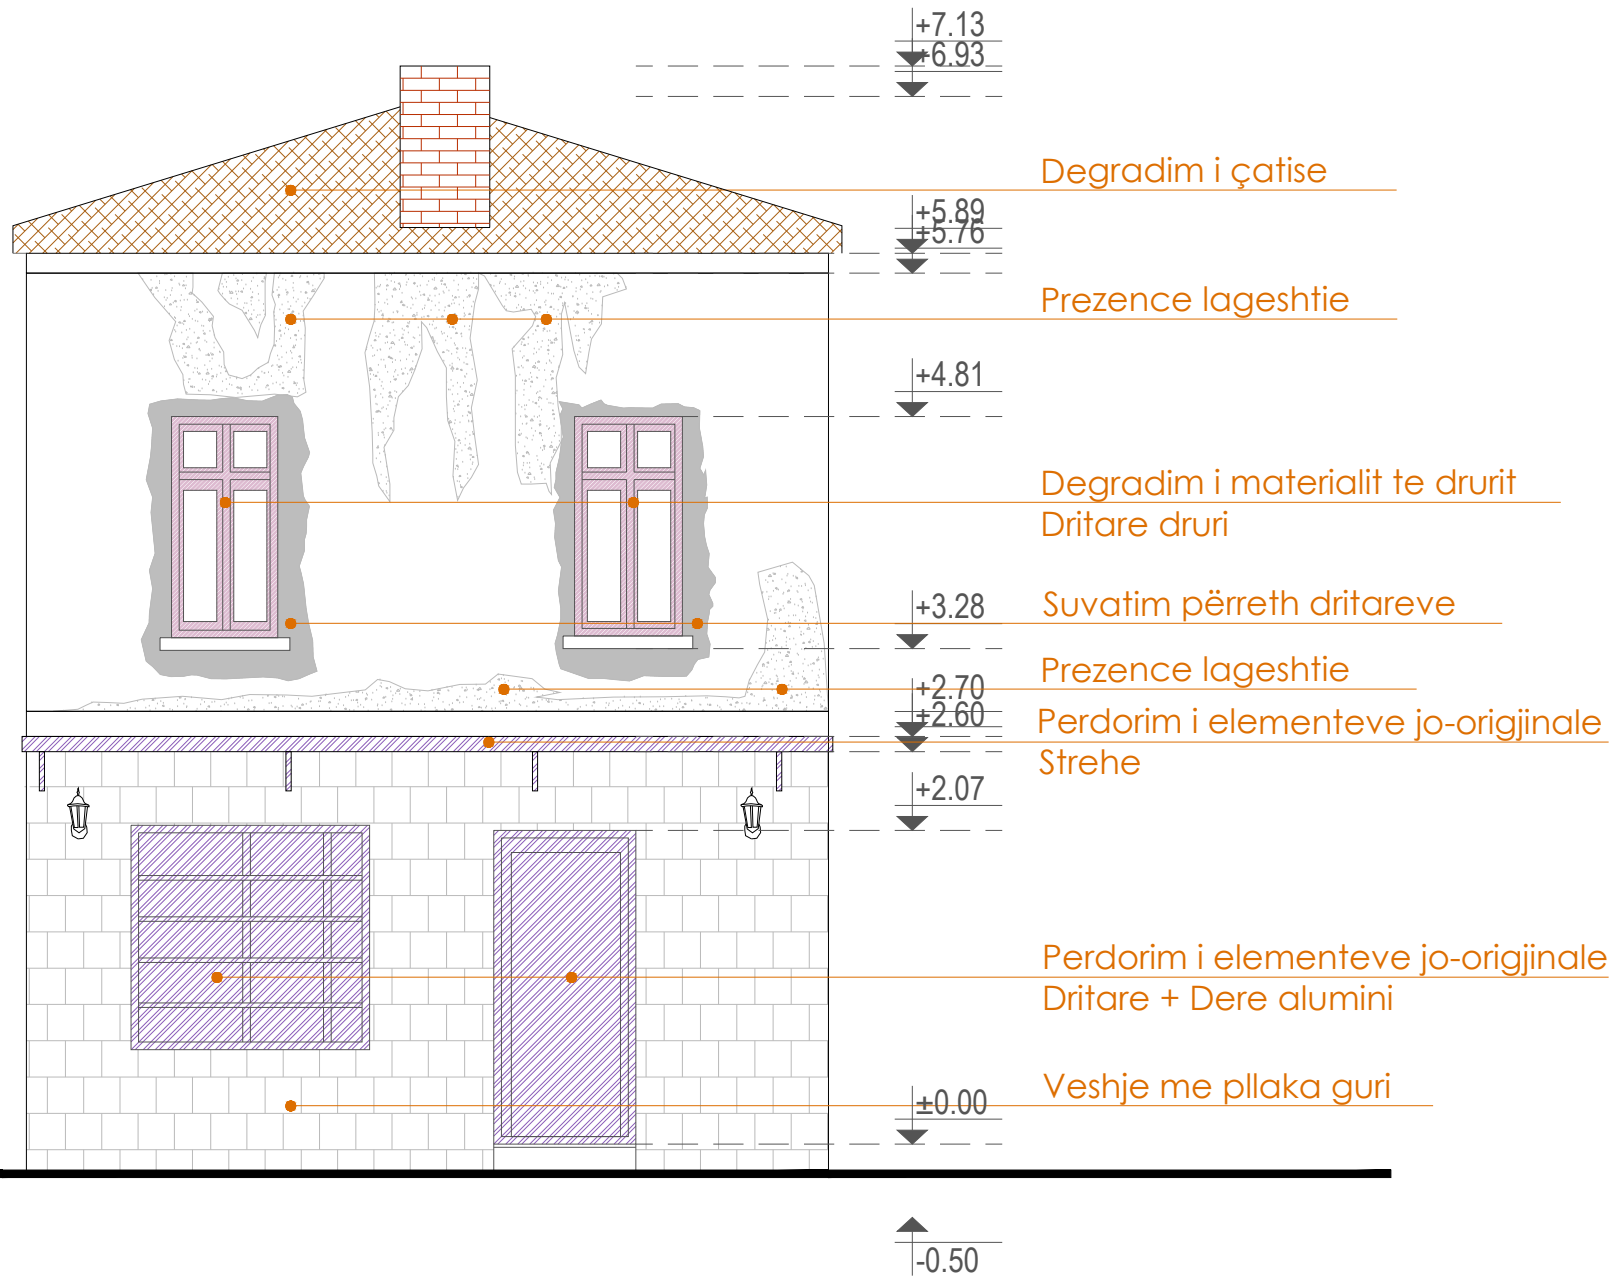 +7.13
+6.93
Degradim i çatise
+5.89
+5.76
Prezence lageshtie
+4.81
Degradim i materialit te drurit
Dritare druri
+3.28
Suvatim përreth dritareve
Prezence lageshtie
+2.70
+2.60
Perdorim i elementeve jo-origjinale
Strehe
+2.07
Perdorim i elementeve jo-origjinale
Dritare + Dere alumini
Veshje me pllaka guri
±0.00
-0.50